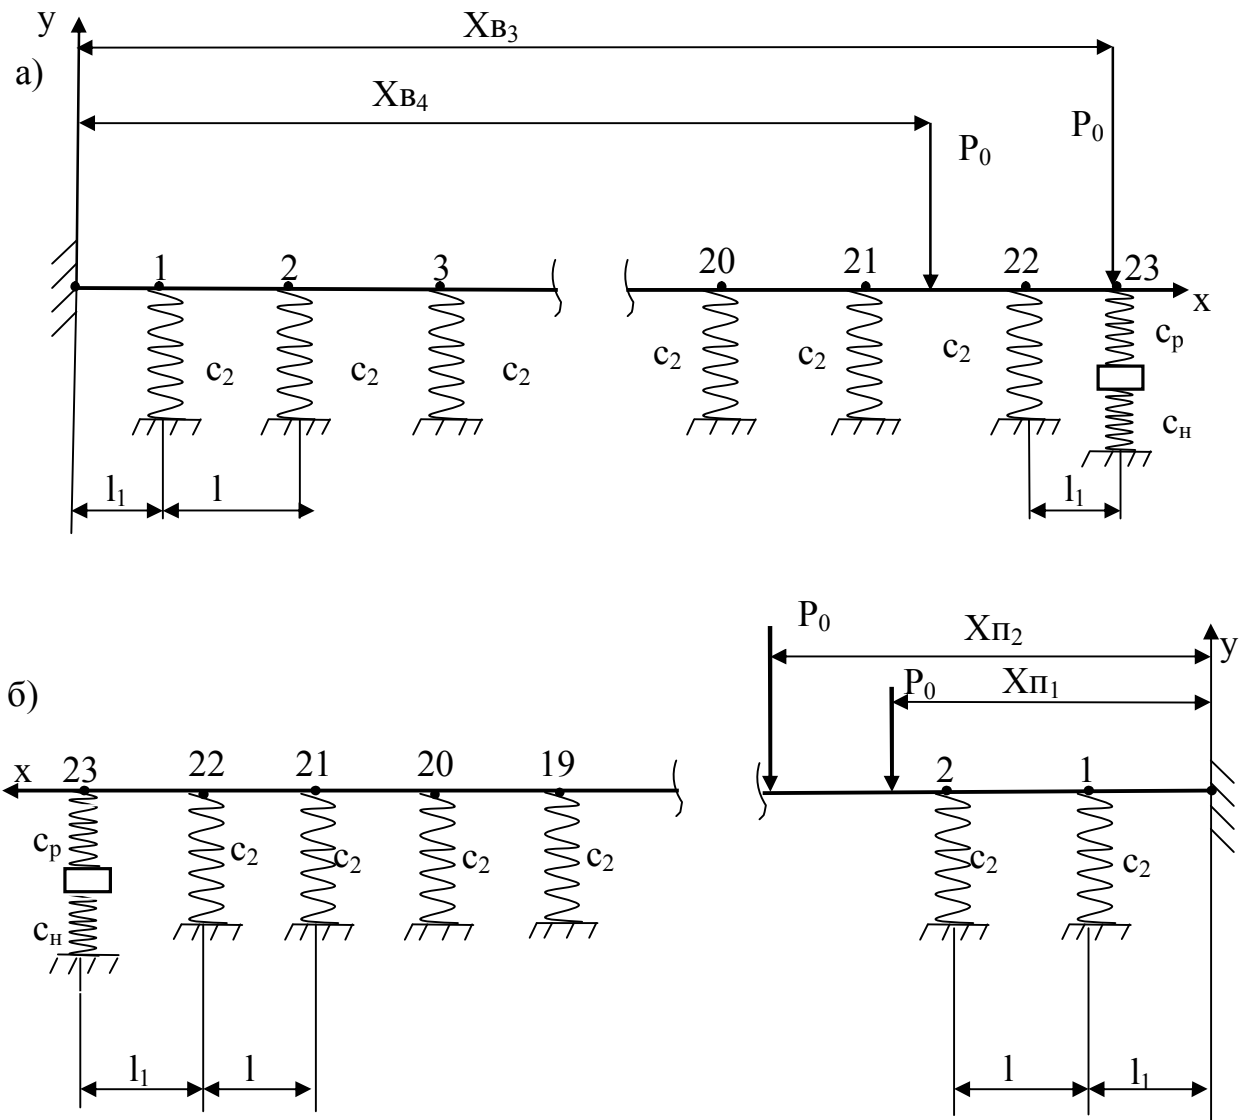 y
Xв₃
а)
Xв₄
P₀
P₀
1 2 3 20 21 22 23
x
cр
c₂ c₂ c₂ c₂ c₂ c₂
cн
l₁ l l₁
P₀
Xп₂
y
б)
P₀ Xп₁
x 23 22 21 20 19 2 1
cр c₂ c₂ c₂ c₂ c₂ c₂
cн
l₁ l l l₁